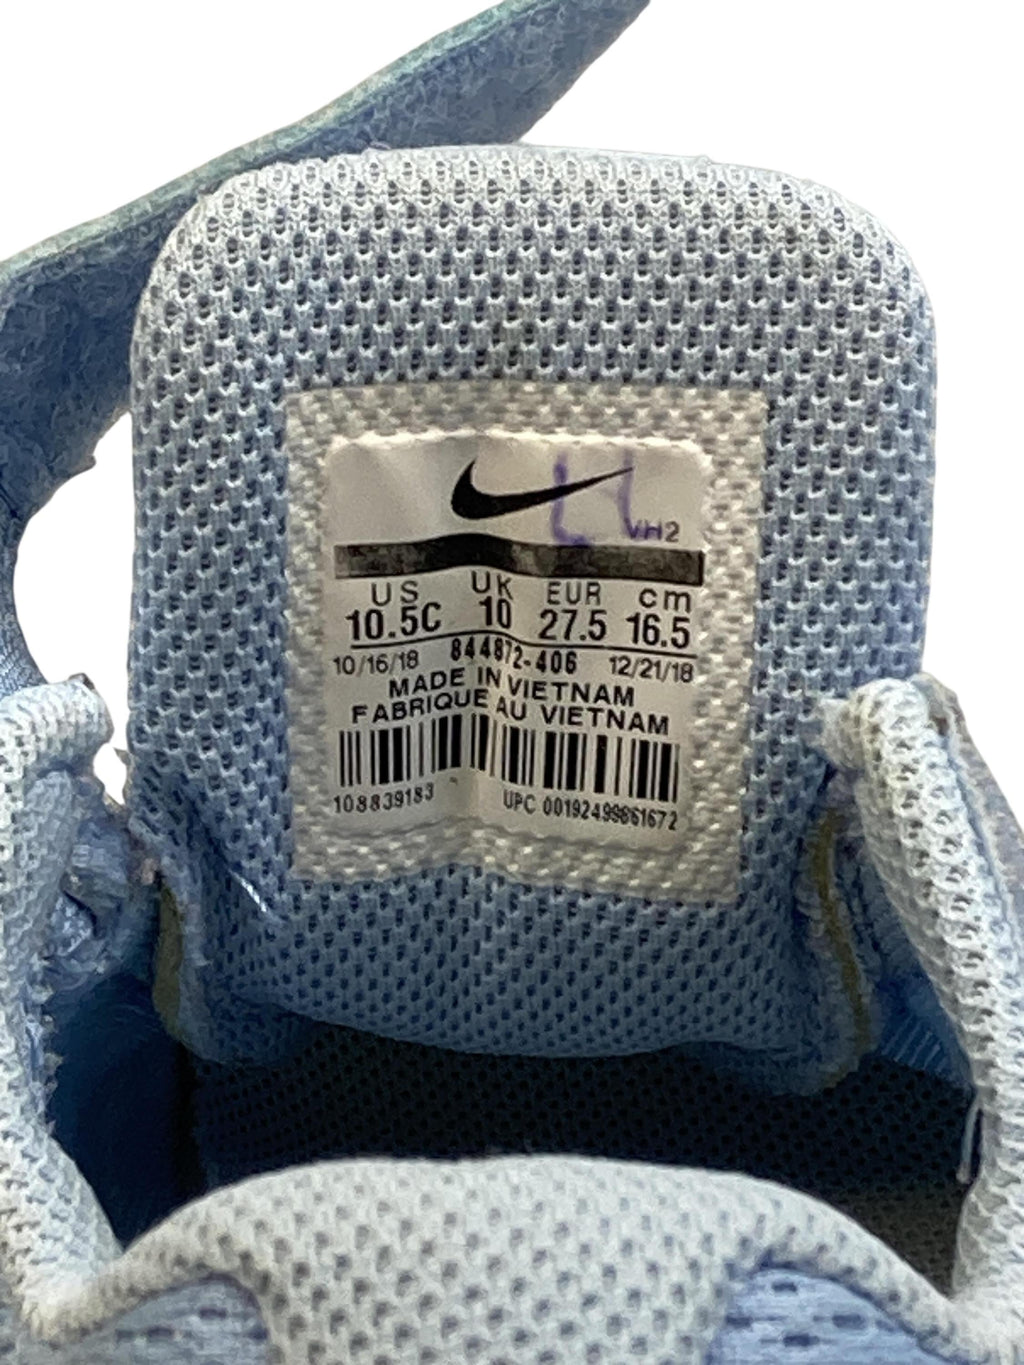 VH2
US UK EUR cm
10.5C 10 27.5 16.5
10/16/18 844872-406 12/21/18
MADE IN VIETNAM
FABRIQUE AU VIETNAM
108839183 UPC 00192499861672